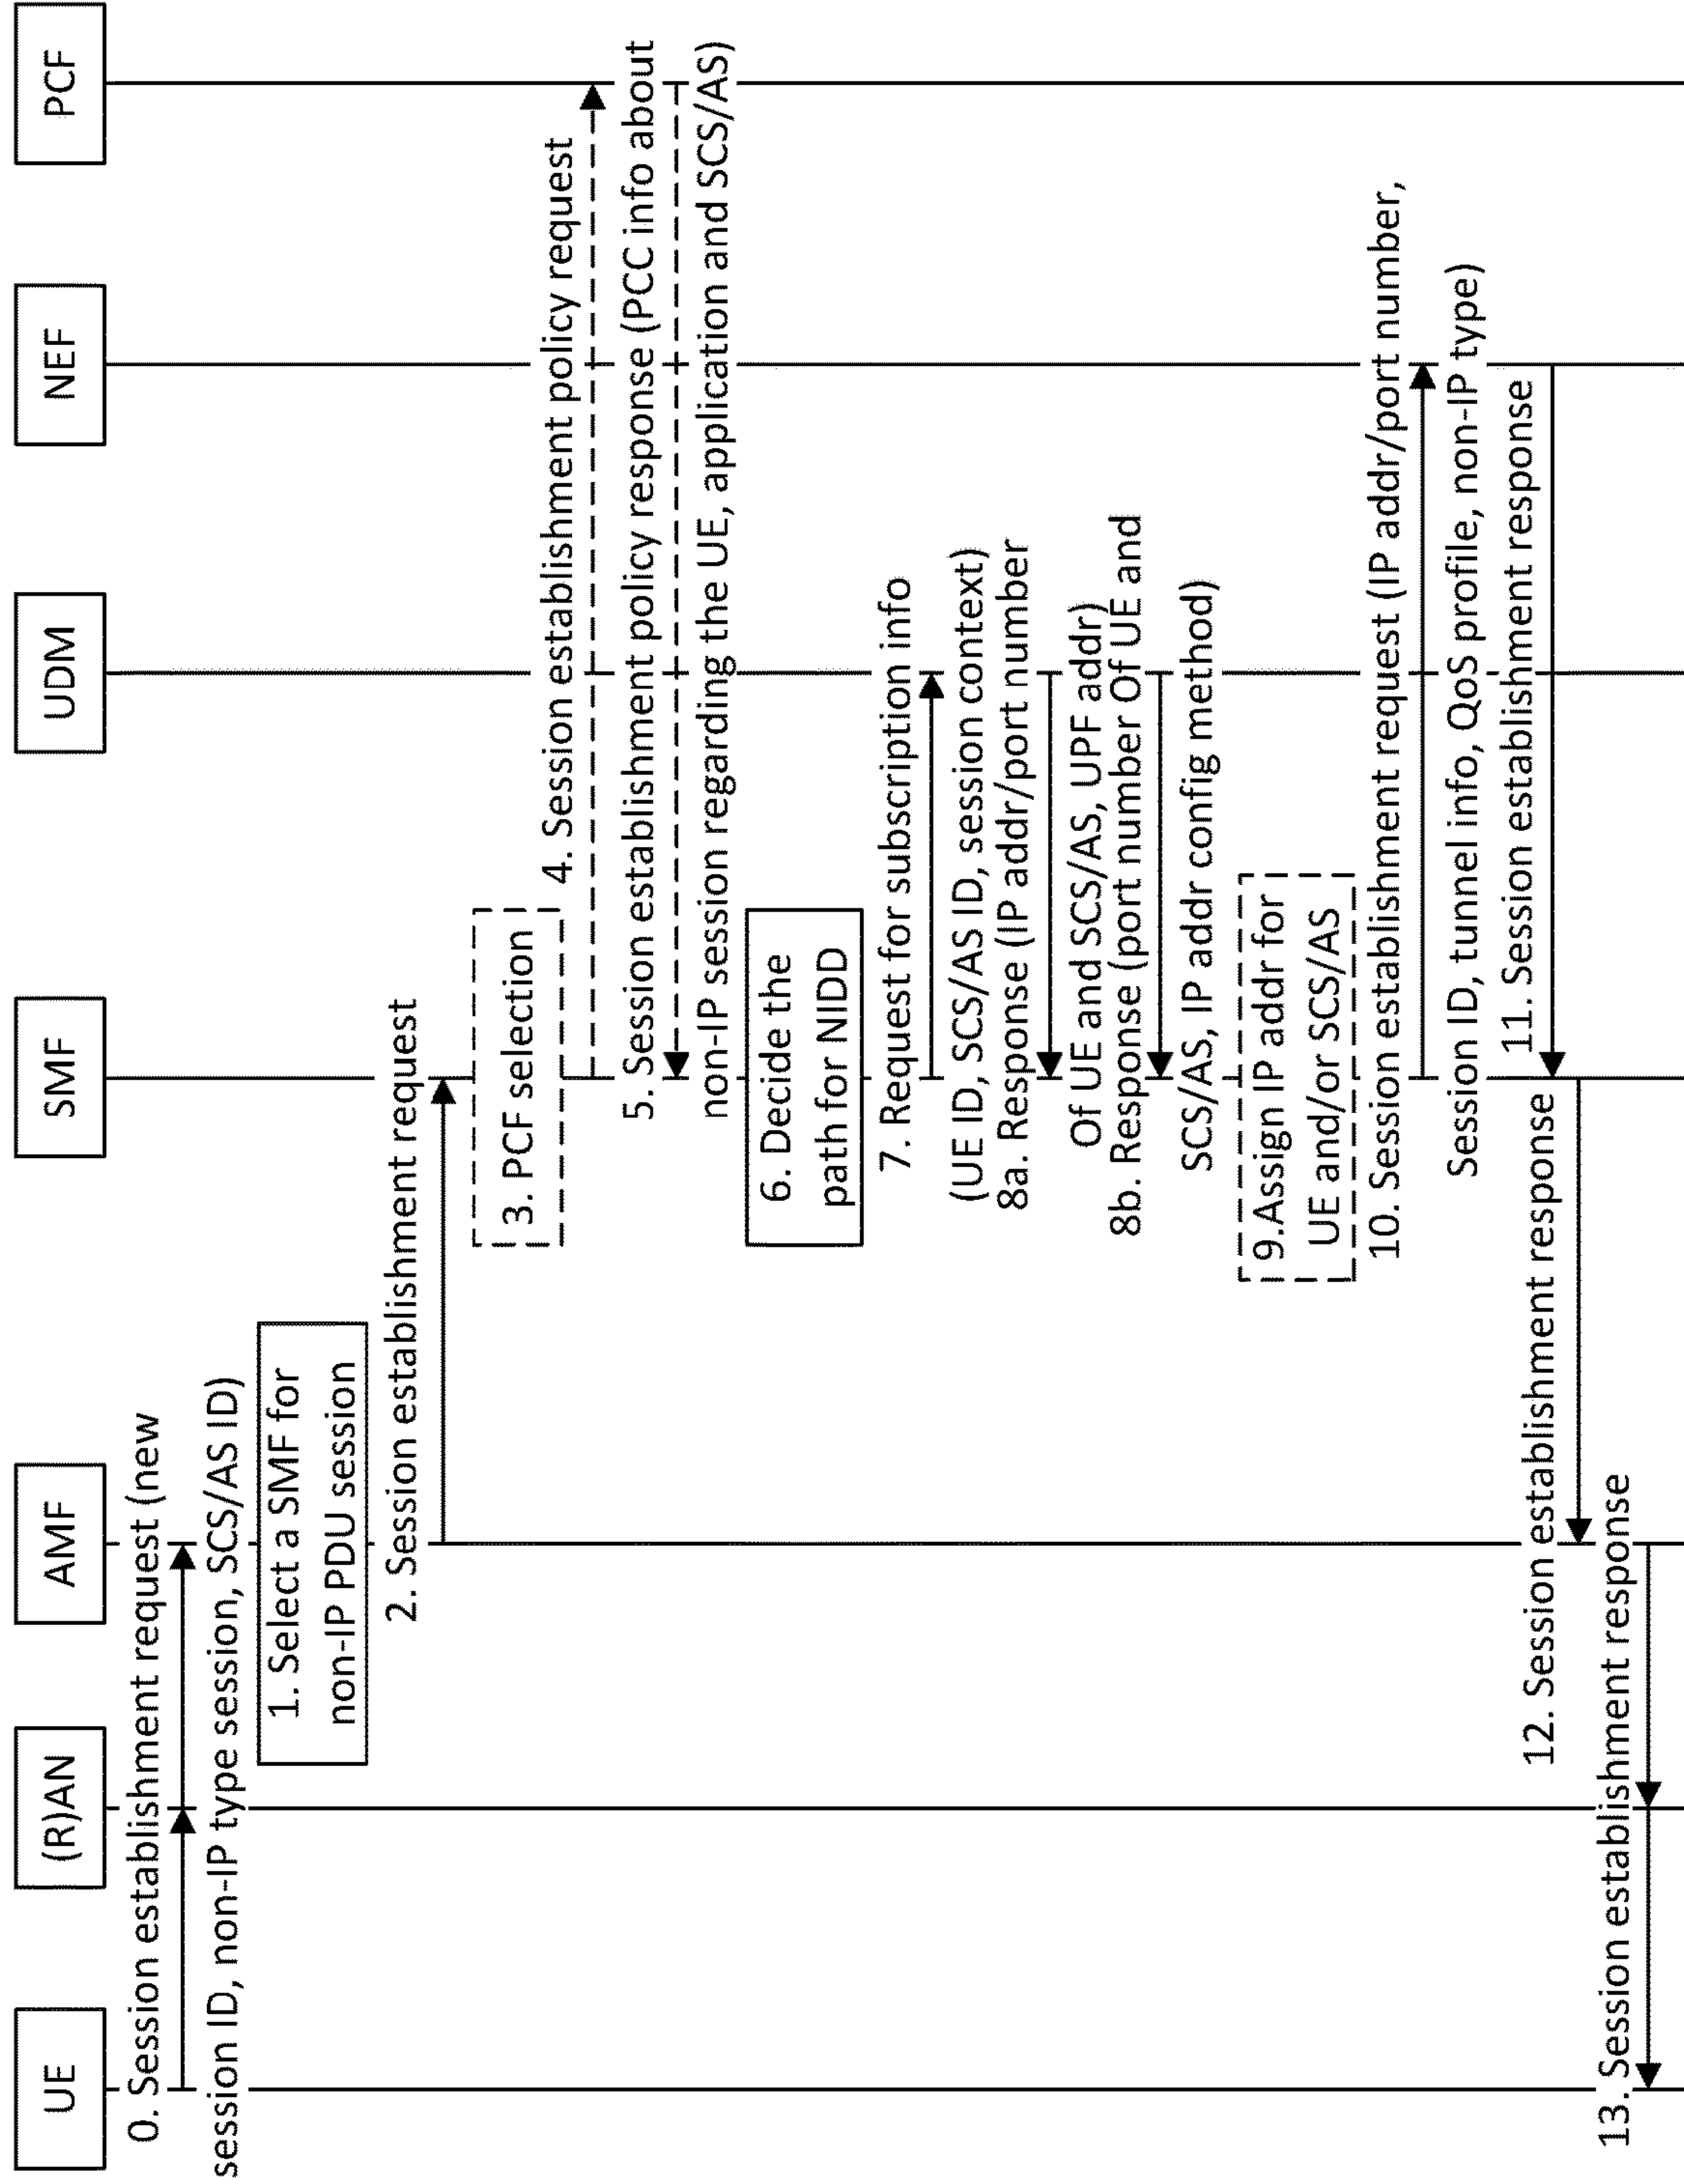 UE
(R)AN
AMF
SMF
UDM
NEF
PCF
0. Session establishment request (new
session ID, non-IP type session, SCS/AS ID)
1. Select a SMF for
non-IP PDU session
2. Session establishment request
3. PCF selection
4. Session establishment policy request
5. Session establishment policy response (PCC info about
non-IP session regarding the UE, application and SCS/AS)
6. Decide the
path for NIDD
7. Request for subscription info
(UE ID, SCS/AS ID, session context)
8a. Response (IP addr/port number
Of UE and SCS/AS, UPF addr)
8b. Response (port number Of UE and
SCS/AS, IP addr config method)
9.Assign IP addr for
UE and/or SCS/AS
10. Session establishment request (IP addr/port number,
Session ID, tunnel info, QoS profile, non-IP type)
11. Session establishment response
12. Session establishment response
13. Session establishment response